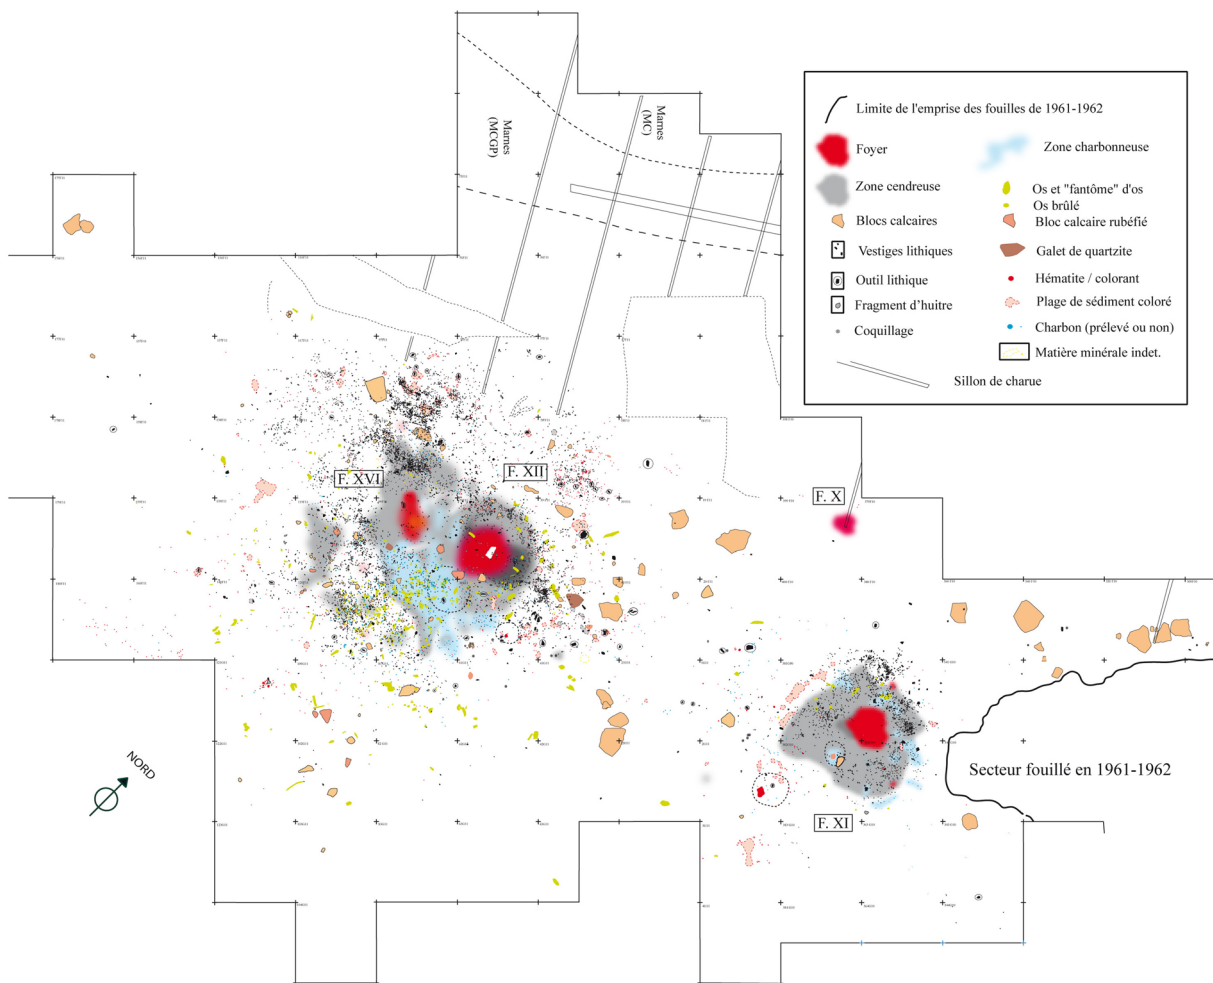 Marnes
(MCGP)
Marnes
(MC)
Limite de l'emprise des fouilles de 1961-1962
Foyer
Zone charbonneuse
Zone cendreuse
Os et "fantôme" d'os
Os brûlé
Blocs calcaires
Bloc calcaire rubéfié
Vestiges lithiques
Galet de quartzite
Outil lithique
Hématite / colorant
Fragment d'huitre
Plage de sédiment coloré
Coquillage
Charbon (prélevé ou non)
Matière minérale indet.
Sillon de charue
F. XVI
F. XII
F. X
NORD
Secteur fouillé en 1961-1962
F. XI